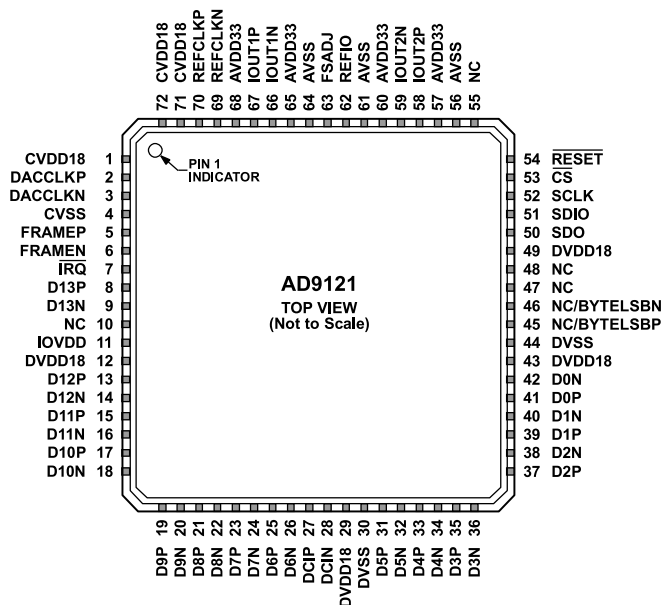 72 CVDD18
71 CVDD18
70 REFCLKP
69 REFCLKN
68 AVDD33
67 IOUT1P
66 IOUT1N
65 AVDD33
64 AVSS
63 FSADJ
62 REFIO
61 AVSS
60 AVDD33
59 IOUT2N
58 IOUT2P
57 AVDD33
56 AVSS
55 NC
CVDD18 1
DACCLKP 2
DACCLKN 3
CVSS 4
FRAMEP 5
FRAMEN 6
IRQ 7
D13P 8
D13N 9
NC 10
IOVDD 11
DVDD18 12
D12P 13
D12N 14
D11P 15
D11N 16
D10P 17
D10N 18
PIN 1
INDICATOR
AD9121
TOP VIEW
(Not to Scale)
54 RESET
53 CS
52 SCLK
51 SDIO
50 SDO
49 DVDD18
48 NC
47 NC
46 NC/BYTELSBN
45 NC/BYTELSBP
44 DVSS
43 DVDD18
42 D0N
41 D0P
40 D1N
39 D1P
38 D2N
37 D2P
D9P 19
D9N 20
D8P 21
D8N 22
D7P 23
D7N 24
D6P 25
D6N 26
DCIP 27
DCIN 28
DVDD18 29
DVSS 30
D5P 31
D5N 32
D4P 33
D4N 34
D3P 35
D3N 36